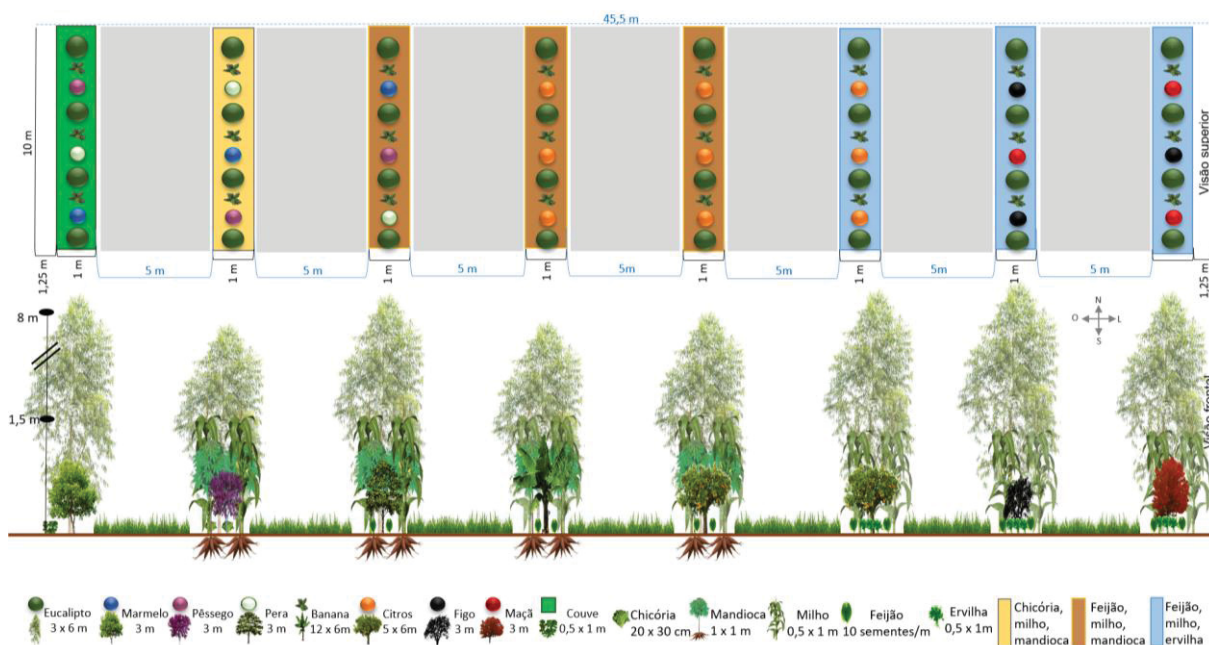 45,5 m
10 m
Visão superior
1,25 m
1 m
5 m
1 m
5 m
1 m
5 m
1 m
5m
1 m
5m
1 m
5m
1 m
5 m
1,25 m
8 m
1,5 m
N
O L
S
Visão frontal
Eucalipto
3 x 6 m
Marmelo
3 m
Pêssego
3 m
Pera
3 m
Banana
12 x 6m
Citros
5 x 6m
Figo
3 m
Maçã
3 m
Couve
0,5 x 1 m
Chicória
20 x 30 cm
Mandioca
1 x 1 m
Milho
0,5 x 1 m
Feijão
10 sementes/m
Ervilha
0,5 x 1m
Chicória,
milho,
mandioca
Feijão,
milho,
mandioca
Feijão,
milho,
ervilha